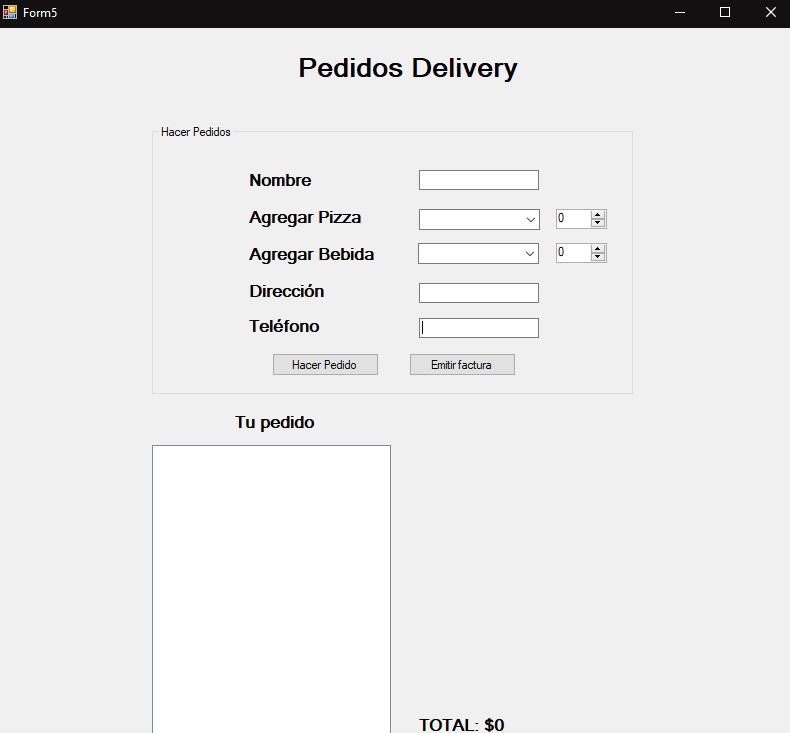 Form5
Pedidos Delivery
Hacer Pedidos
Nombre
Agregar Pizza 0
Agregar Bebida 0
Dirección
Teléfono
Hacer Pedido Emitir factura
Tu pedido
TOTAL: $0